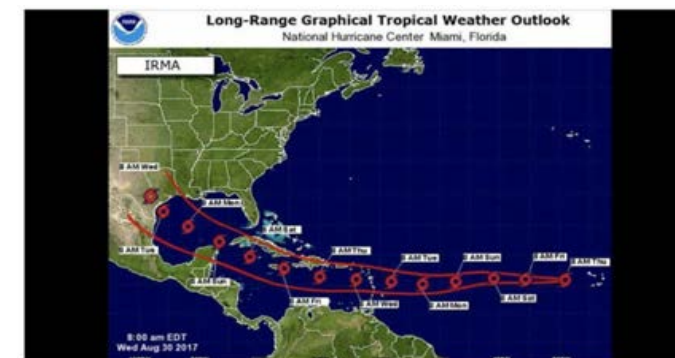 NOAA
Long-Range Graphical Tropical Weather Outlook
National Hurricane Center Miami, Florida
IRMA
8 AM Wed
8 AM Mon
8 AM Sat
8 AM Thu
8 AM Tue
8 AM Sun
8 AM Fri
8 AM Thu
8 AM Tue
8 AM Sun
8 AM Fri
8 AM Wed
8 AM Mon
8 AM Sat
8:00 am EDT
Wed Aug 30 2017